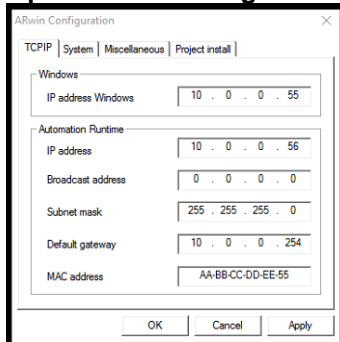 ARwin Configuration
TCPIP System Miscellaneous Project install
Windows
IP address Windows 10 . 0 . 0 . 55
Automation Runtime
IP address 10 . 0 . 0 . 56
Broadcast address 0 . 0 . 0 . 0
Subnet mask 255 . 255 . 255 . 0
Default gateway 10 . 0 . 0 . 254
MAC address AA-BB-CC-DD-EE-55
OK Cancel Apply